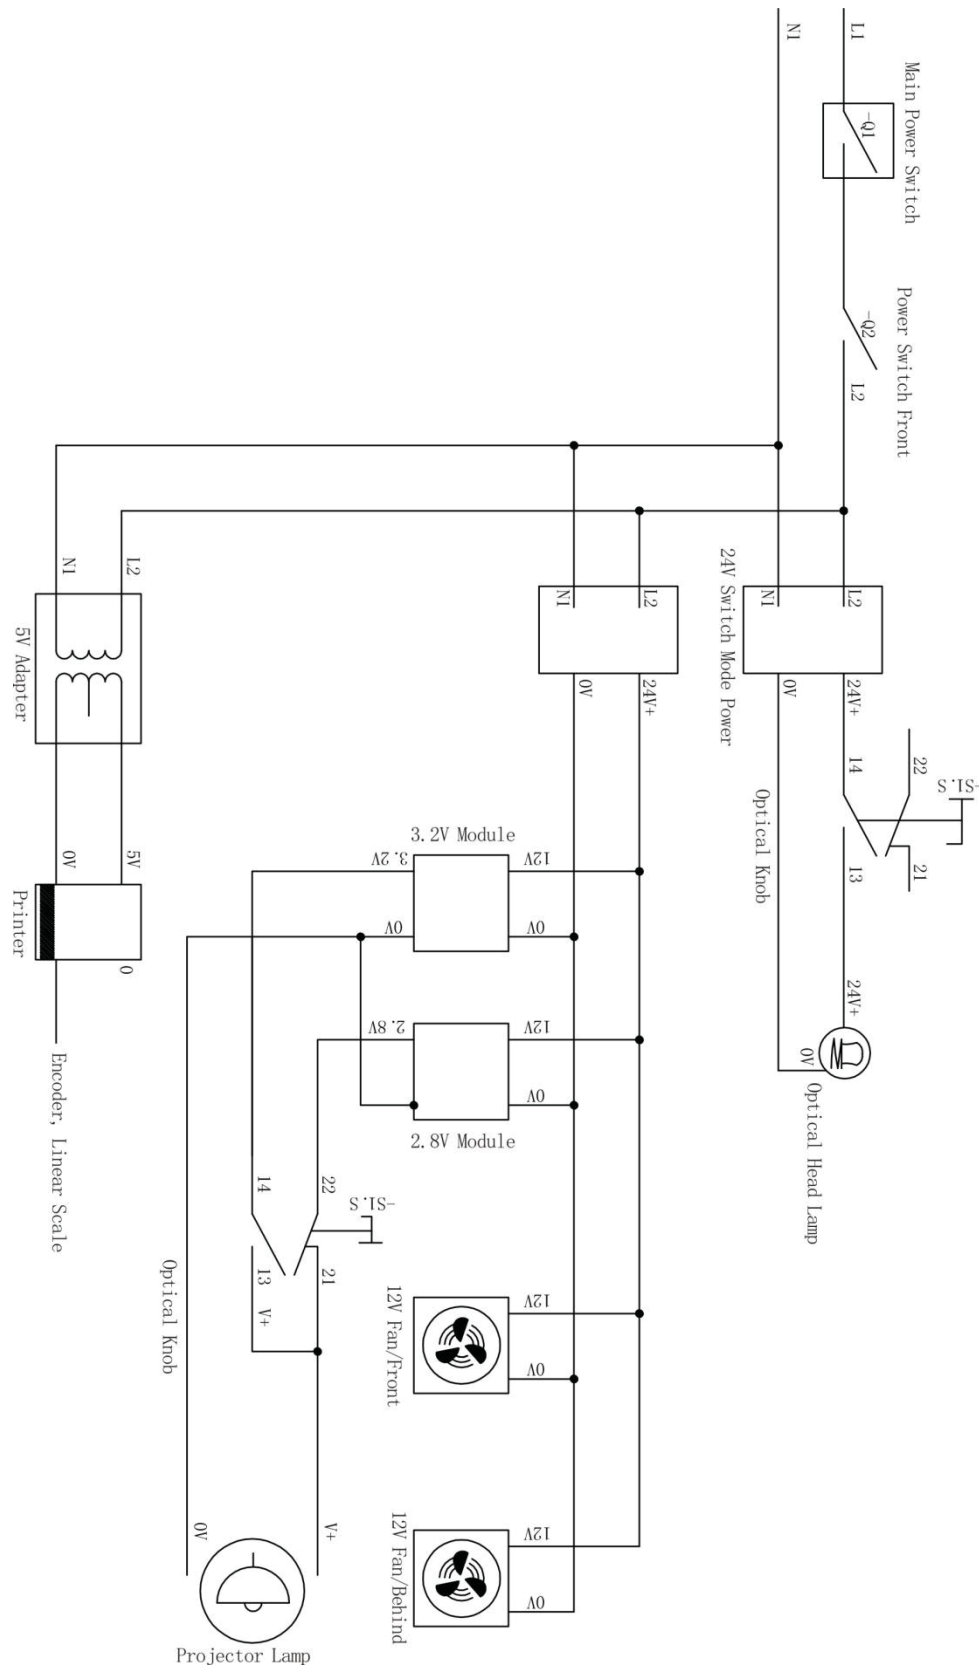 N1
L1
Main Power Switch
-Q1
Power Switch Front
-Q2
L2
N1
L2
5V Adapter
0V
5V
Printer
0
Encoder, Linear Scale
N1
L2
0V
24V+
24V Switch Mode Power
N1
L2
0V
24V+
Optical Knob
14
22
-S1.S
13
21
24V+
0V
Optical Head Lamp
3.2V Module
3.2V
12V
0V
0V
2.8V
12V
0V
2.8V Module
14
22
-S1.S
13
21
V+
Optical Knob
12V Fan/Front
12V
0V
12V Fan/Behind
12V
0V
0V
V+
Projector Lamp